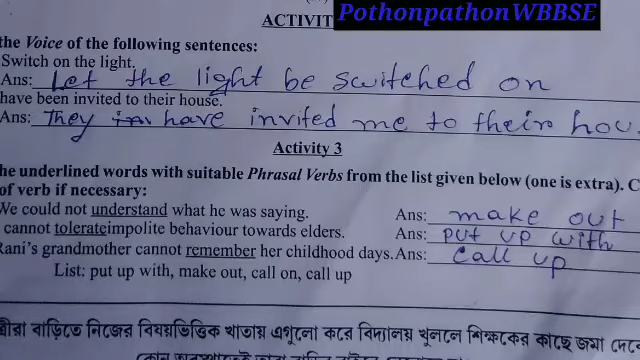 Pothonpathon WBBSE
ACTIVIT
the Voice of the following sentences:
Switch on the light.
Ans: Let the light be switched on
have been invited to their house.
Ans: They have invited me to their hou
Activity 3
he underlined words with suitable Phrasal Verbs from the list given below (one is extra). C
of verb if necessary:
We could not understand what he was saying. Ans: make out
cannot tolerateimpolite behaviour towards elders. Ans: put up with
Rani's grandmother cannot remember her childhood days. Ans: call up
List: put up with, make out, call on, call up
বাড়িতে নিজের বিষয়ভিত্তিক খাতায় এগুলো করে বিদ্যালয় খুললে শিক্ষকের কাছে জমা দেবে